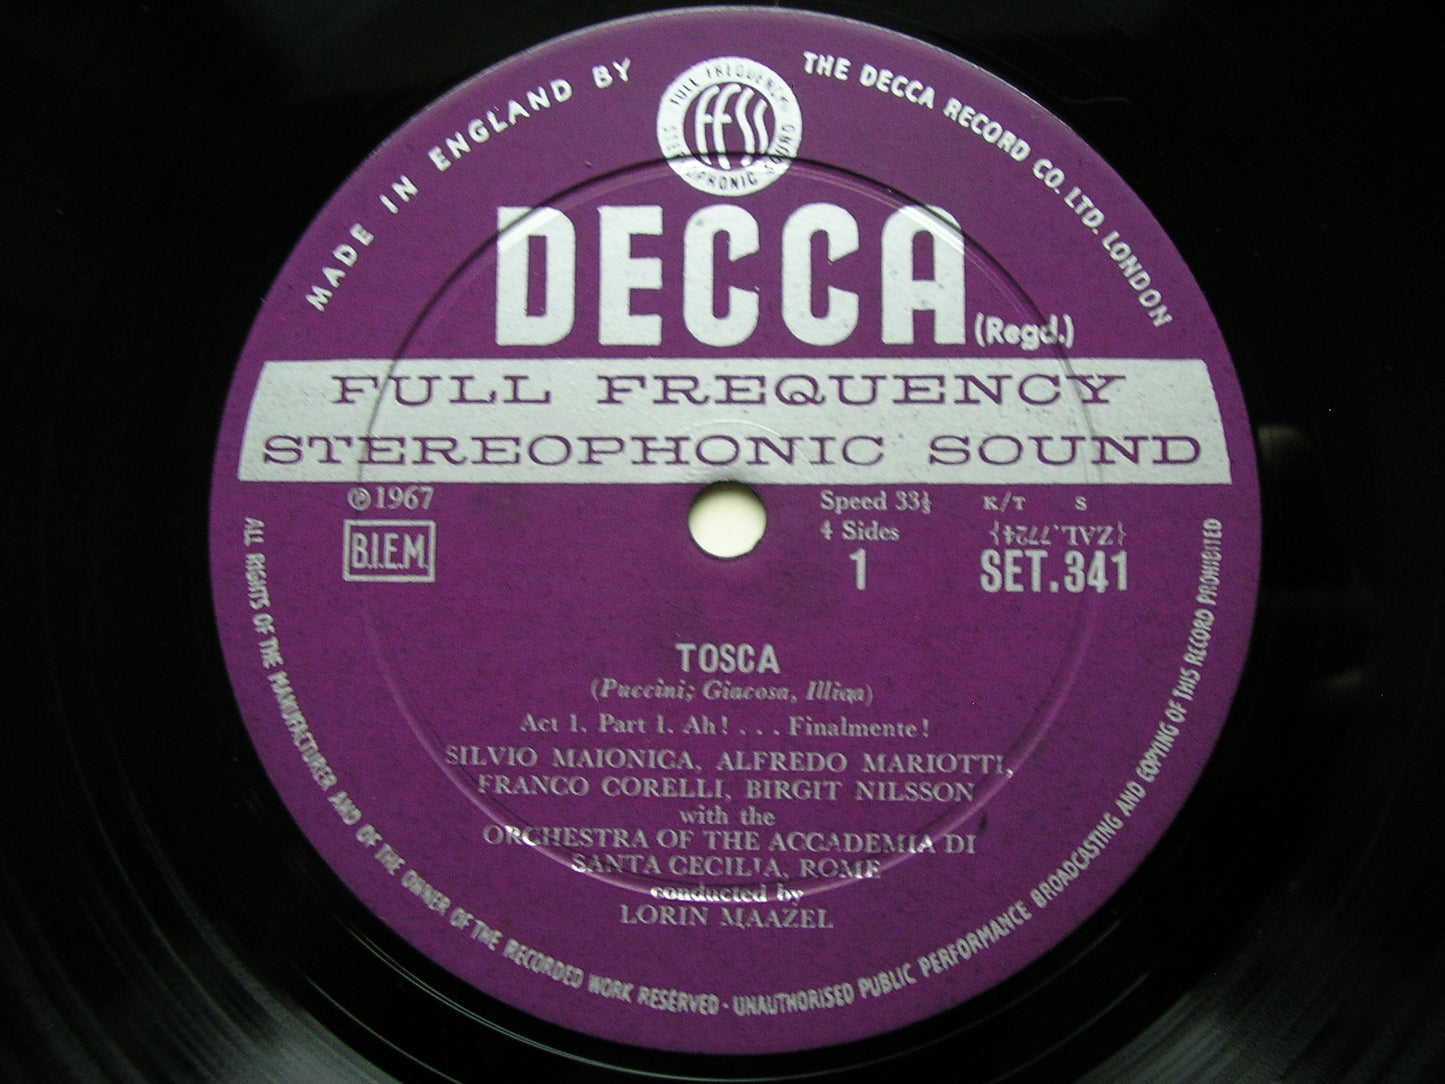 MADE IN ENGLAND BY
THE DECCA RECORD CO. LTD. LONDON
FULL FREQUENCY
ffss
STEREOPHONIC SOUND
DECCA (Regd.)
FULL FREQUENCY
STEREOPHONIC SOUND
℗1967
B.I.E.M.
Speed 33⅓
4 Sides
1
K/T S
{ZAL.7724}
SET.341
TOSCA
(Puccini; Giacosa, Illiqa)
Act 1. Part 1. Ah! . . . Finalmente!
SILVIO MAIONICA, ALFREDO MARIOTTI,
FRANCO CORELLI, BIRGIT NILSSON
with the
ORCHESTRA OF THE ACCADEMIA DI
SANTA CECILIA, ROME
conducted by
LORIN MAAZEL
ALL RIGHTS OF THE MANUFACTURER AND OF THE OWNER OF THE RECORDED WORK RESERVED · UNAUTHORISED PUBLIC PERFORMANCE BROADCASTING AND COPYING OF THIS RECORD PROHIBITED